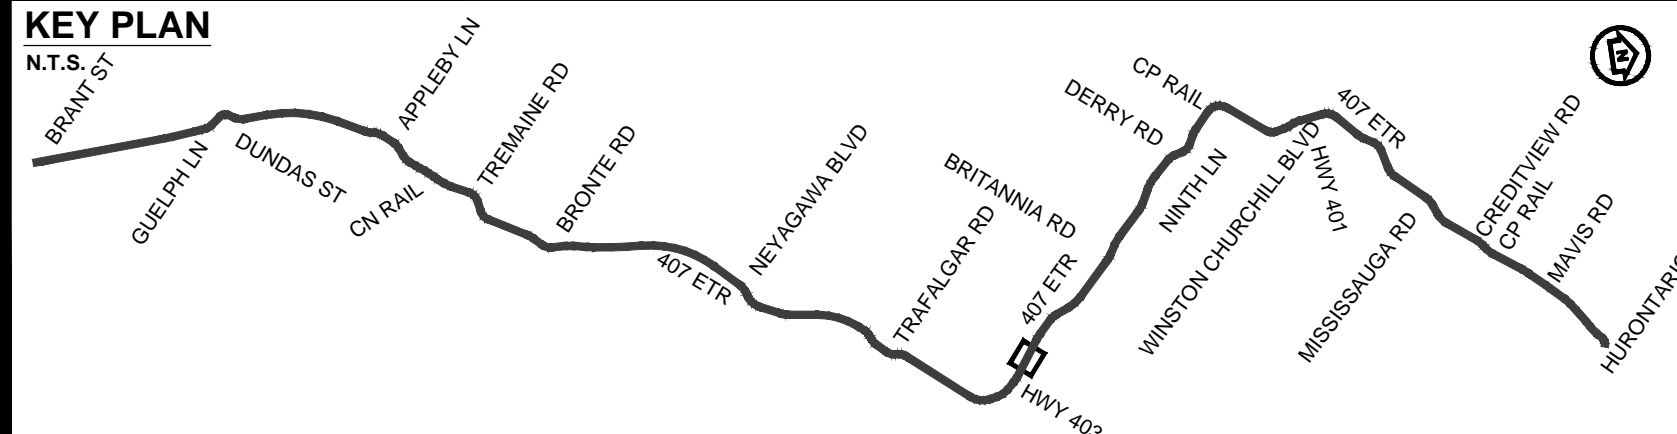 KEY PLAN
N.T.S.
BRANT ST
GUELPH LN
DUNDAS ST
CN RAIL
APPLEBY LN
TREMAINE RD
BRONTE RD
407 ETR
NEYAGAWA BLVD
TRAFALGAR RD
BRITANNIA RD
407 ETR
HWY 403
DERRY RD
CP RAIL
NINTH LN
WINSTON CHURCHILL BLVD
HWY 401
407 ETR
MISSISSAUGA RD
CREDITVIEW RD
CP RAIL
MAVIS RD
N